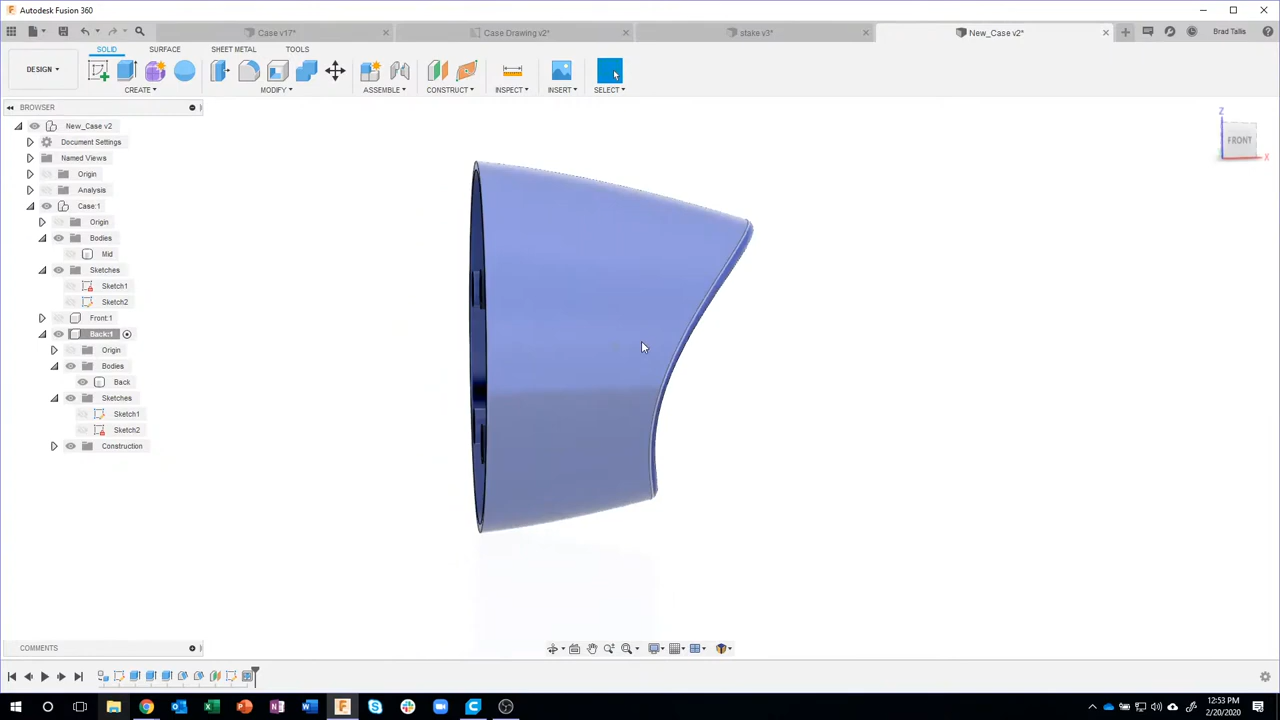 Autodesk Fusion 360
Case v17*
Case Drawing v2*
stake v3*
New_Case v2*
Brad Tallis
DESIGN
SOLID
SURFACE
SHEET METAL
TOOLS
CREATE
MODIFY
ASSEMBLE
CONSTRUCT
INSPECT
INSERT
SELECT
BROWSER
New_Case v2
Document Settings
Named Views
Origin
Analysis
Case:1
Origin
Bodies
Mid
Sketches
Sketch1
Sketch2
Front:1
Back:1
Origin
Bodies
Back
Sketches
Sketch1
Sketch2
Construction
Z
FRONT
X
COMMENTS
12:53 PM
2/20/2020